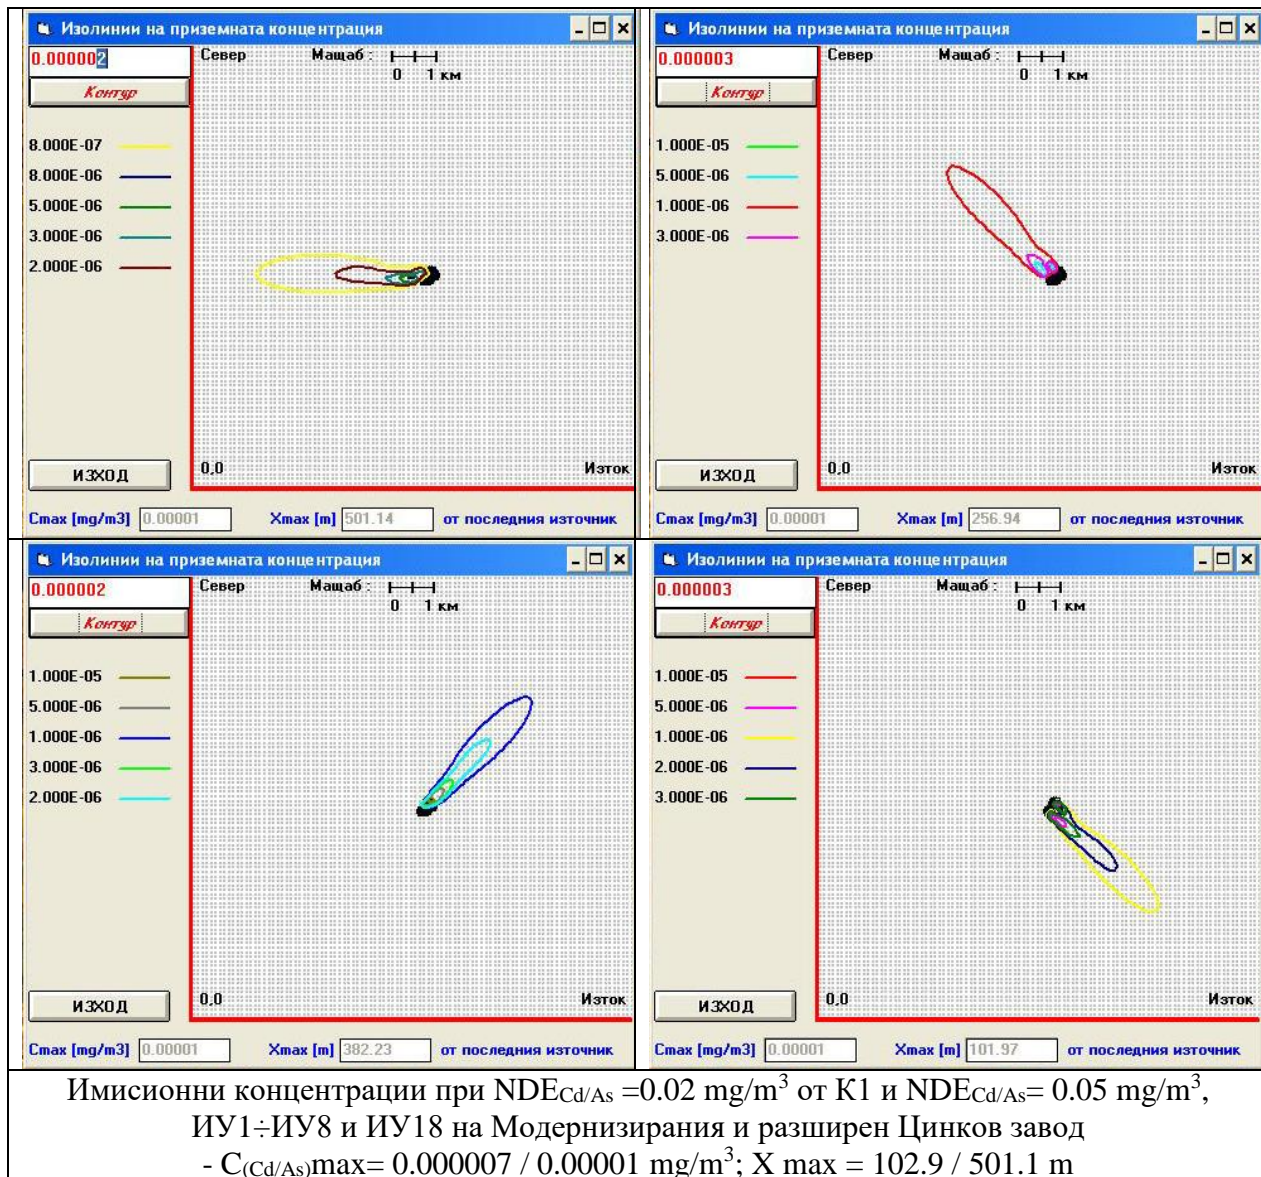 Изолинии на приземната концентрация
0.000002
Контур
Север Мащаб :
0 1 км
8.000E-07
8.000E-06
5.000E-06
3.000E-06
2.000E-06
ИЗХОД
0,0 Изток
Cmax [mg/m3] 0.00001 Xmax [m] 501.14 от последния източник
Изолинии на приземната концентрация
0.000003
Контур
Север Мащаб :
0 1 км
1.000E-05
5.000E-06
1.000E-06
3.000E-06
ИЗХОД
0,0 Изток
Cmax [mg/m3] 0.00001 Xmax [m] 256.94 от последния източник
Изолинии на приземната концентрация
0.000002
Контур
Север Мащаб :
0 1 км
1.000E-05
5.000E-06
1.000E-06
3.000E-06
2.000E-06
ИЗХОД
0,0 Изток
Cmax [mg/m3] 0.00001 Xmax [m] 382.23 от последния източник
Изолинии на приземната концентрация
0.000003
Контур
Север Мащаб :
0 1 км
1.000E-05
5.000E-06
1.000E-06
2.000E-06
3.000E-06
ИЗХОД
0,0 Изток
Cmax [mg/m3] 0.00001 Xmax [m] 101.97 от последния източник
Имисионни концентрации при NDECd/As =0.02 mg/m³ от К1 и NDECd/As= 0.05 mg/m³,
ИУ1÷ИУ8 и ИУ18 на Модернизирания и разширен Цинков завод
- C(Cd/As)max= 0.000007 / 0.00001 mg/m³; X max = 102.9 / 501.1 m